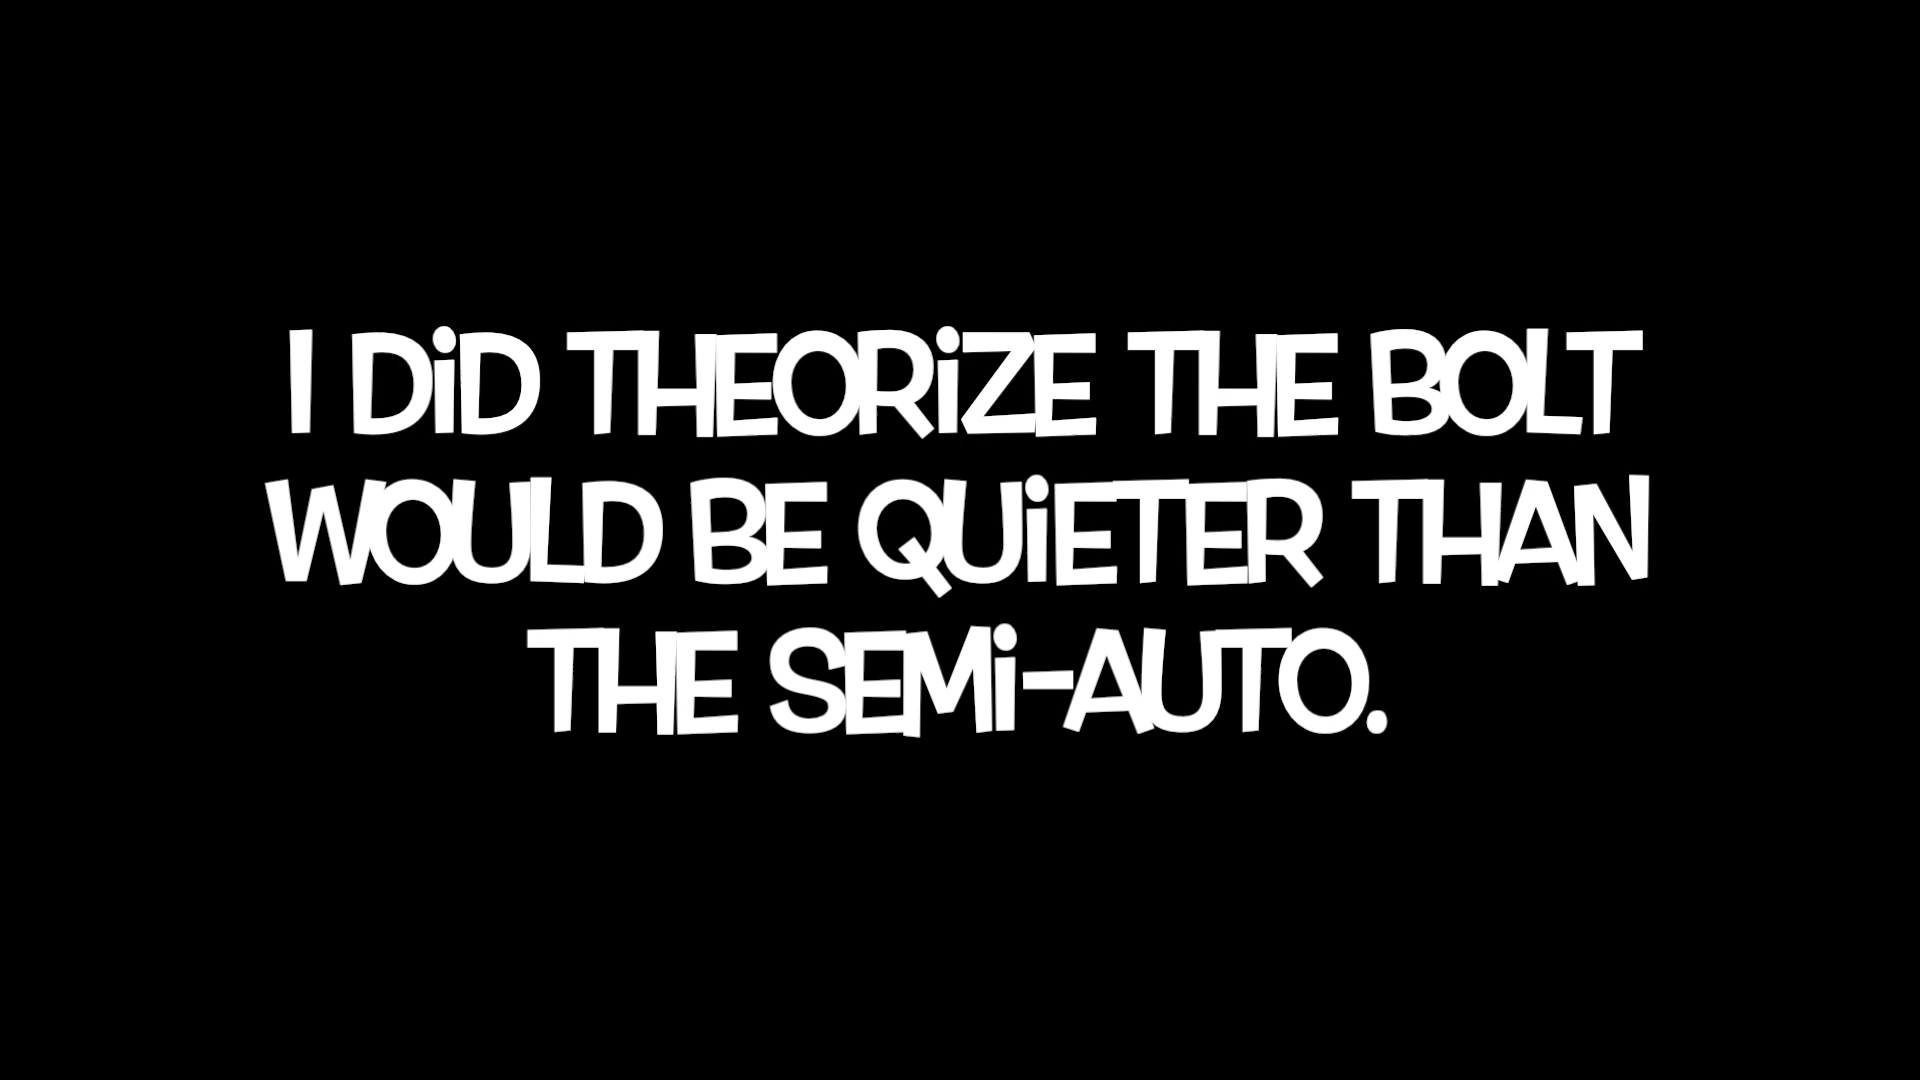 I DiD THEORiZE THE BOLT
WOULD BE QUiETER THAN
THE SEMi-AUTO.